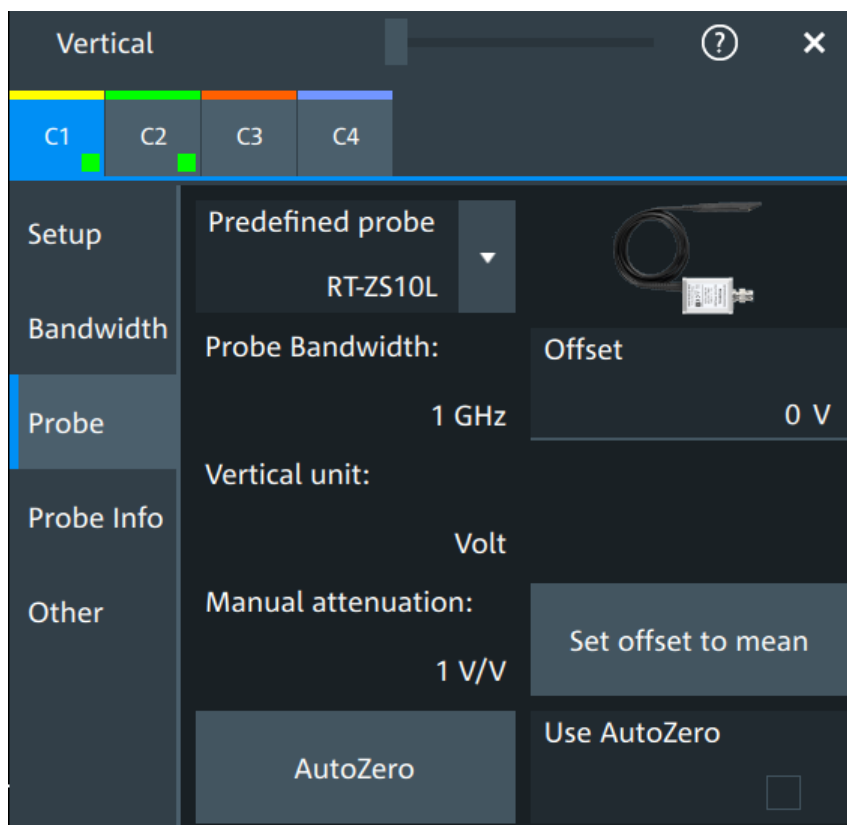 Vertical
?
C1
C2
C3
C4
Setup
Bandwidth
Probe
Probe Info
Other
Predefined probe
RT-ZS10L
Probe Bandwidth:
1 GHz
Offset
0 V
Vertical unit:
Volt
Manual attenuation:
1 V/V
Set offset to mean
AutoZero
Use AutoZero